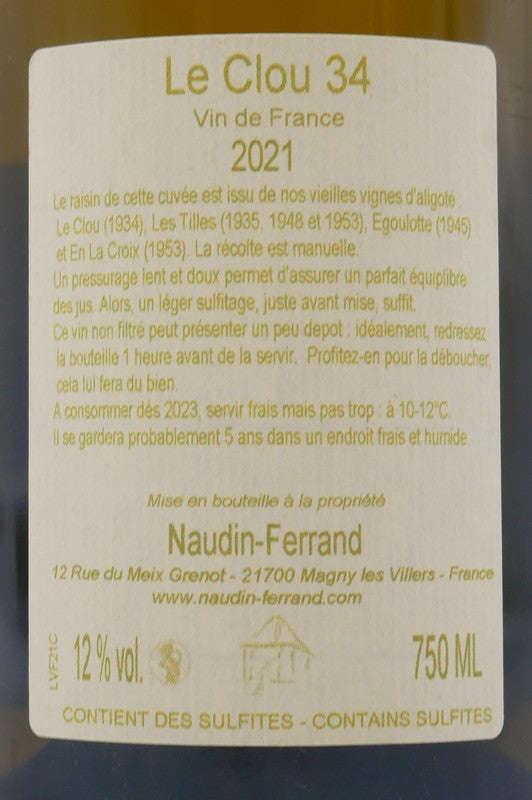 Le Clou 34
Vin de France
2021
Le raisin de cette cuvée est issu de nos vieilles vignes d'aligoté :
Le Clou (1934), Les Tilles (1935, 1948 et 1953), Egoulotte (1945)
et En La Croix (1953). La récolte est manuelle.
Un pressurage lent et doux permet d'assurer un parfait équiplibre
des jus. Alors, un léger sulfitage, juste avant mise, suffit.
Ce vin non filtré peut présenter un peu depot : idéalement, redressez
la bouteille 1 heure avant de la servir. Profitez-en pour la déboucher,
cela lui fera du bien.
A consommer dés 2023, servir frais mais pas trop : à 10-12°C.
Il se gardera probablement 5 ans dans un endroit frais et humide.
Mise en bouteille à la propriété
Naudin-Ferrand
12 Rue du Meix Grenot - 21700 Magny les Villers - France
www.naudin-ferrand.com
LVF21C
12 % vol.
750 ML
CONTIENT DES SULFITES - CONTAINS SULFITES